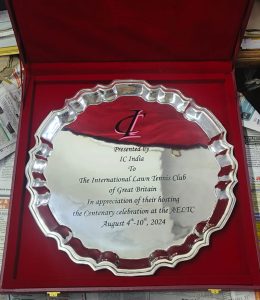 IC
Presented by
IC India
To
The International Lawn Tennis Club
of Great Britain
In appreciation of their hosting
the Centenary celebration at the AELTC
August 4th-10th, 2024